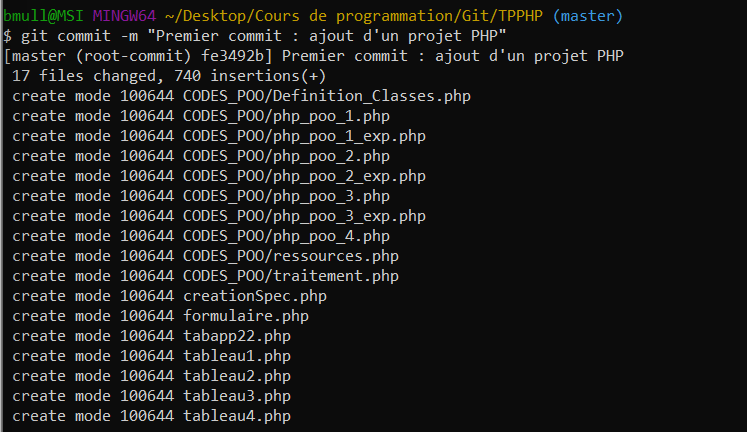 bmull@MSI MINGW64 ~/Desktop/Cours de programmation/Git/TPPHP (master)
$ git commit -m "Premier commit : ajout d'un projet PHP"
[master (root-commit) fe3492b] Premier commit : ajout d'un projet PHP
 17 files changed, 740 insertions(+)
 create mode 100644 CODES_POO/Definition_Classes.php
 create mode 100644 CODES_POO/php_poo_1.php
 create mode 100644 CODES_POO/php_poo_1_exp.php
 create mode 100644 CODES_POO/php_poo_2.php
 create mode 100644 CODES_POO/php_poo_2_exp.php
 create mode 100644 CODES_POO/php_poo_3.php
 create mode 100644 CODES_POO/php_poo_3_exp.php
 create mode 100644 CODES_POO/php_poo_4.php
 create mode 100644 CODES_POO/ressources.php
 create mode 100644 CODES_POO/traitement.php
 create mode 100644 creationSpec.php
 create mode 100644 formulaire.php
 create mode 100644 tabapp22.php
 create mode 100644 tableau1.php
 create mode 100644 tableau2.php
 create mode 100644 tableau3.php
 create mode 100644 tableau4.php